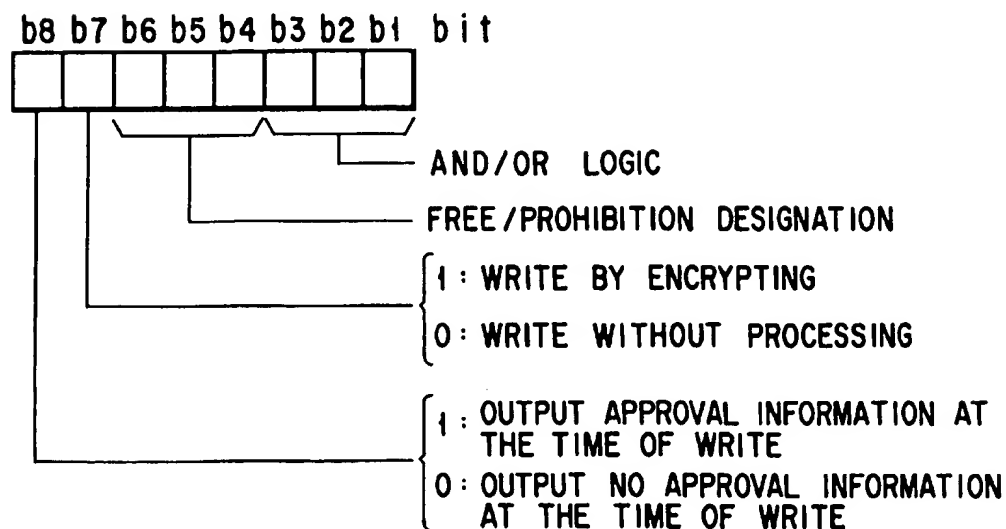 b8 b7 b6 b5 b4 b3 b2 b1 bit
AND/OR LOGIC
FREE/PROHIBITION DESIGNATION
1: WRITE BY ENCRYPTING
0: WRITE WITHOUT PROCESSING
1: OUTPUT APPROVAL INFORMATION AT
THE TIME OF WRITE
0: OUTPUT NO APPROVAL INFORMATION
AT THE TIME OF WRITE